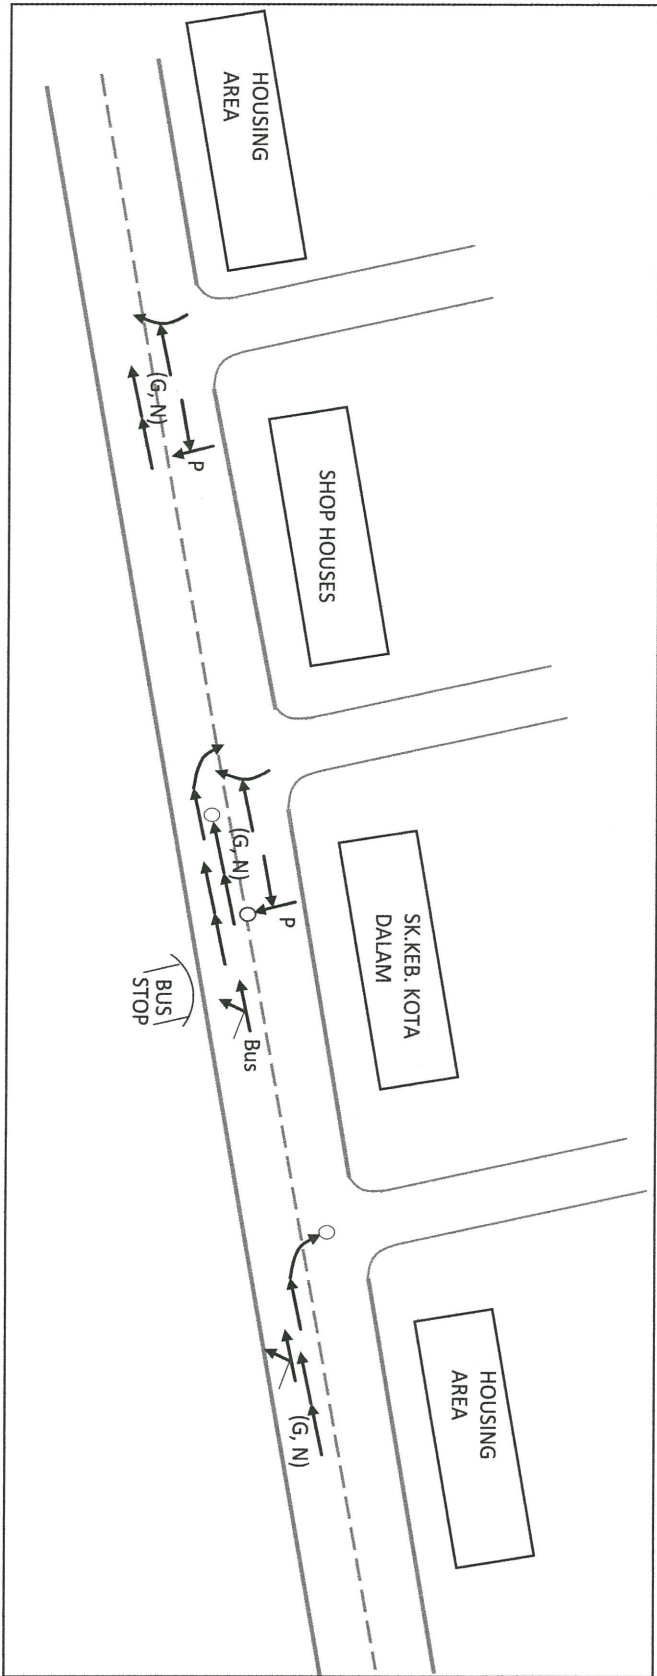 HOUSING
AREA
SHOP HOUSES
SK.KEB. KOTA
DALAM
HOUSING
AREA
(G, N)
P
(G, N)
P
Bus
BUS
STOP
(G, N)